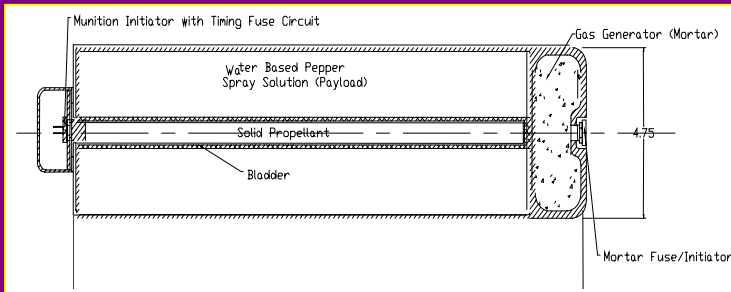 Munition Initiator with Timing Fuse Circuit
Gas Generator (Mortar)
Water Based Pepper
Spray Solution (Payload)
Solid Propellant
4.75
Bladder
Mortar Fuse/Initiator